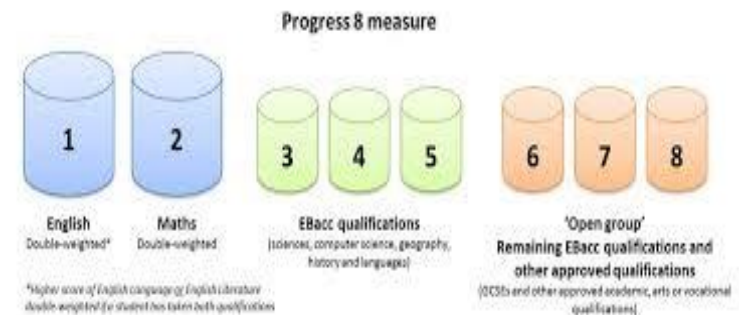 Progress 8 measure
1
2
3
4
5
6
7
8
English
Double-weighted*
Maths
Double-weighted
EBacc qualifications
(sciences, computer science, geography,
history and languages)
'Open group'
Remaining EBacc qualifications and
other approved qualifications
(GCSEs and other approved academic, arts or vocational
qualifications)
*Higher score of English Language or English Literature
double-weighted if a student has taken both qualifications